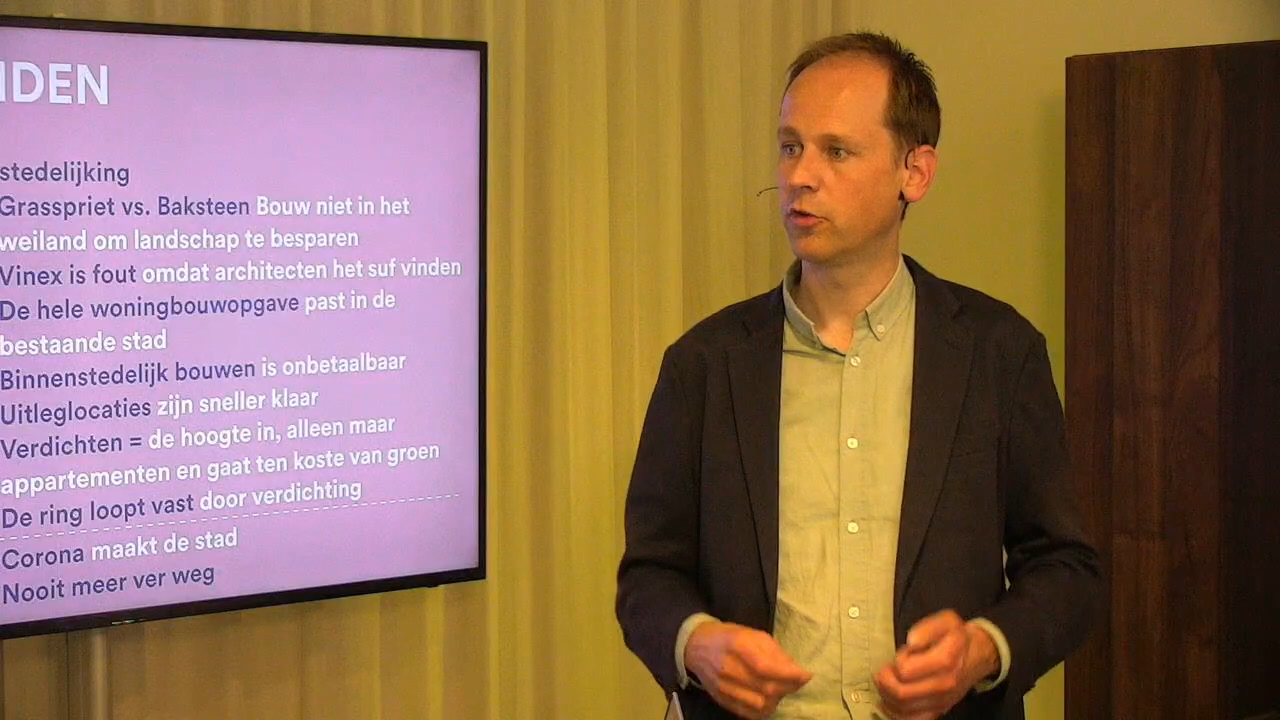 IDEN
stedelijking
Grasspriet vs. Baksteen Bouw niet in het
weiland om landschap te besparen
Vinex is fout omdat architecten het suf vinden
De hele woningbouwopgave past in de
bestaande stad
Binnenstedelijk bouwen is onbetaalbaar
Uitleglocaties zijn sneller klaar
Verdichten = de hoogte in, alleen maar
appartementen en gaat ten koste van groen
De ring loopt vast door verdichting
Corona maakt de stad
Nooit meer ver weg